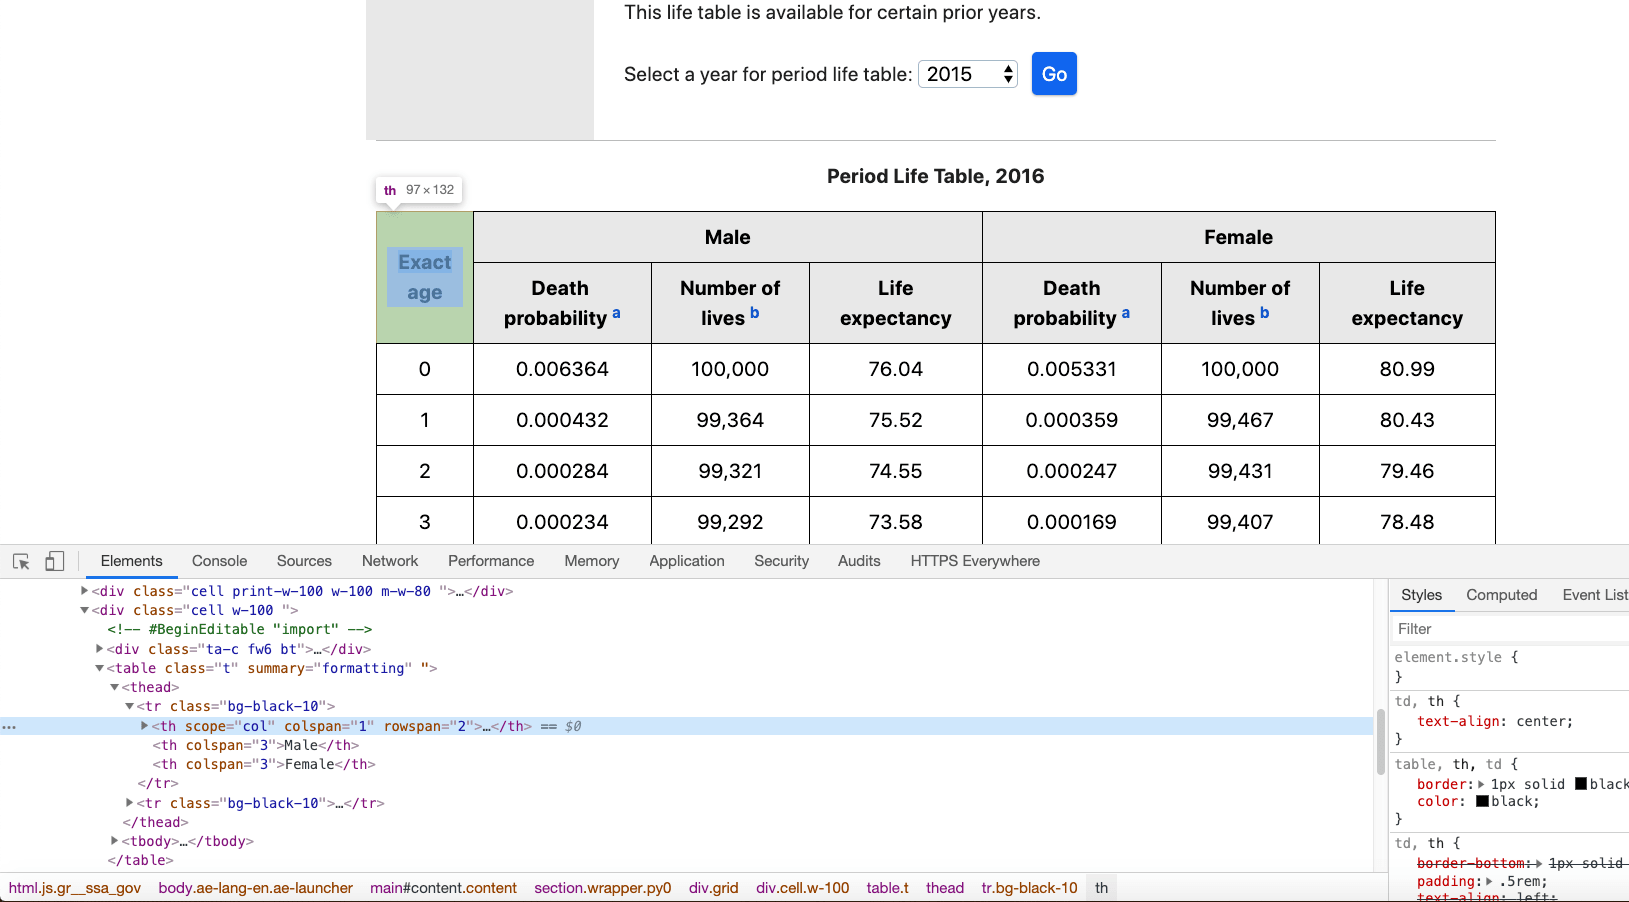 This life table is available for certain prior years.
Select a year for period life table: 2015 Go
Period Life Table, 2016
th 97 × 132
Exact age Male Female
Death probability a Number of lives b Life expectancy Death probability a Number of lives b Life expectancy
0 0.006364 100,000 76.04 0.005331 100,000 80.99
1 0.000432 99,364 75.52 0.000359 99,467 80.43
2 0.000284 99,321 74.55 0.000247 99,431 79.46
3 0.000234 99,292 73.58 0.000169 99,407 78.48
Elements Console Sources Network Performance Memory Application Security Audits HTTPS Everywhere
<div class="cell print-w-100 w-100 m-w-80 ">…</div>
<div class="cell w-100 ">
<!-- #BeginEditable "import" -->
<div class="ta-c fw6 bt">…</div>
<table class="t" summary="formatting" ">
<thead>
<tr class="bg-black-10">
… <th scope="col" colspan="1" rowspan="2">…</th> == $0
<th colspan="3">Male</th>
<th colspan="3">Female</th>
</tr>
<tr class="bg-black-10">…</tr>
</thead>
<tbody>…</tbody>
</table>
html.js.gr__ssa_gov body.ae-lang-en.ae-launcher main#content.content section.wrapper.py0 div.grid div.cell.w-100 table.t thead tr.bg-black-10 th
Styles Computed Event List
Filter
element.style {
}
td, th {
text-align: center;
}
table, th, td {
border: 1px solid black
color: black;
}
td, th {
border-bottom: 1px solid
padding: .5rem;
text-align: left;